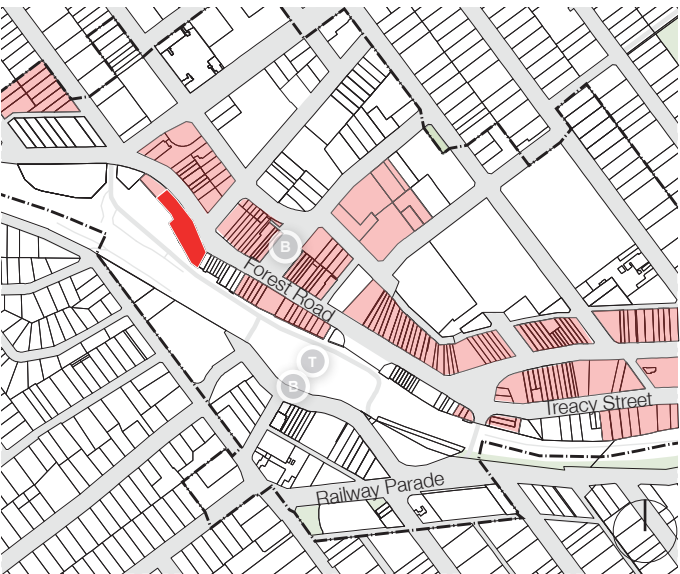 B
Forest Road
T
B
Treacy Street
Railway Parade